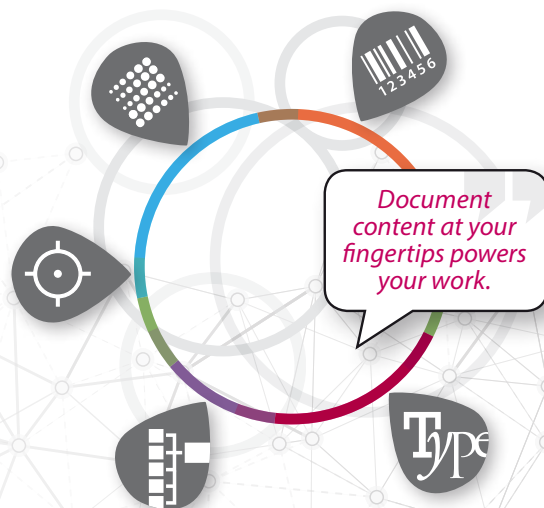 123456
Document
content at your
fingertips powers
your work.
Type